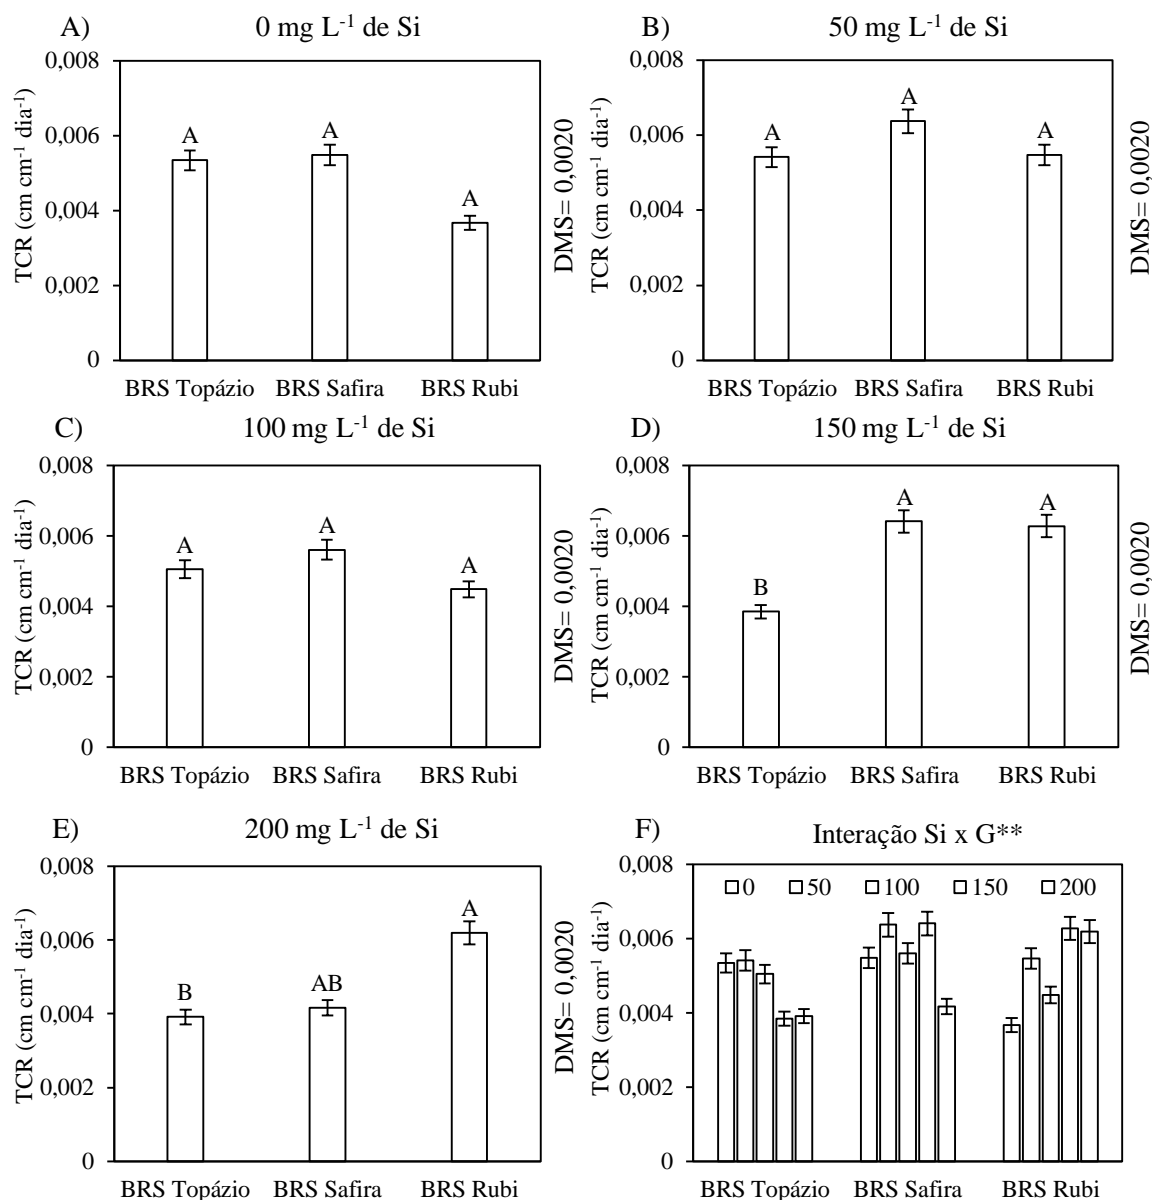 A) 0 mg L⁻¹ de Si
0,008
0,006
0,004
0,002
0
TCR (cm cm⁻¹ dia⁻¹)
A A A
BRS Topázio BRS Safira BRS Rubi
DMS= 0,0020
B) 50 mg L⁻¹ de Si
0,008
0,006
0,004
0,002
0
TCR (cm cm⁻¹ dia⁻¹)
A A A
BRS Topázio BRS Safira BRS Rubi
DMS= 0,0020
C) 100 mg L⁻¹ de Si
0,008
0,006
0,004
0,002
0
TCR (cm cm⁻¹ dia⁻¹)
A A A
BRS Topázio BRS Safira BRS Rubi
DMS= 0,0020
D) 150 mg L⁻¹ de Si
0,008
0,006
0,004
0,002
0
TCR (cm cm⁻¹ dia⁻¹)
B A A
BRS Topázio BRS Safira BRS Rubi
DMS= 0,0020
E) 200 mg L⁻¹ de Si
0,008
0,006
0,004
0,002
0
TCR (cm cm⁻¹ dia⁻¹)
B AB A
BRS Topázio BRS Safira BRS Rubi
DMS= 0,0020
F) Interação Si x G**
0,008
0,006
0,004
0,002
0
TCR (cm cm⁻¹ dia⁻¹)
0 50 100 150 200
BRS Topázio BRS Safira BRS Rubi